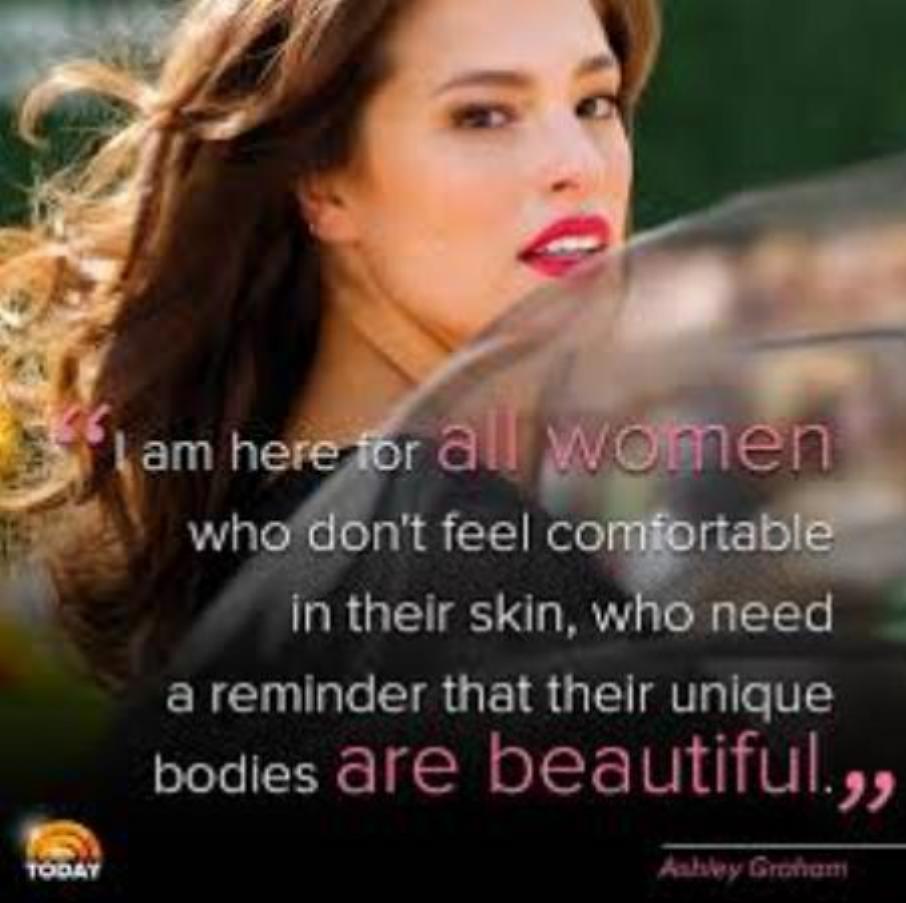 “I am here for all women
who don't feel comfortable
in their skin, who need
a reminder that their unique
bodies are beautiful.”
TODAY
Ashley Graham